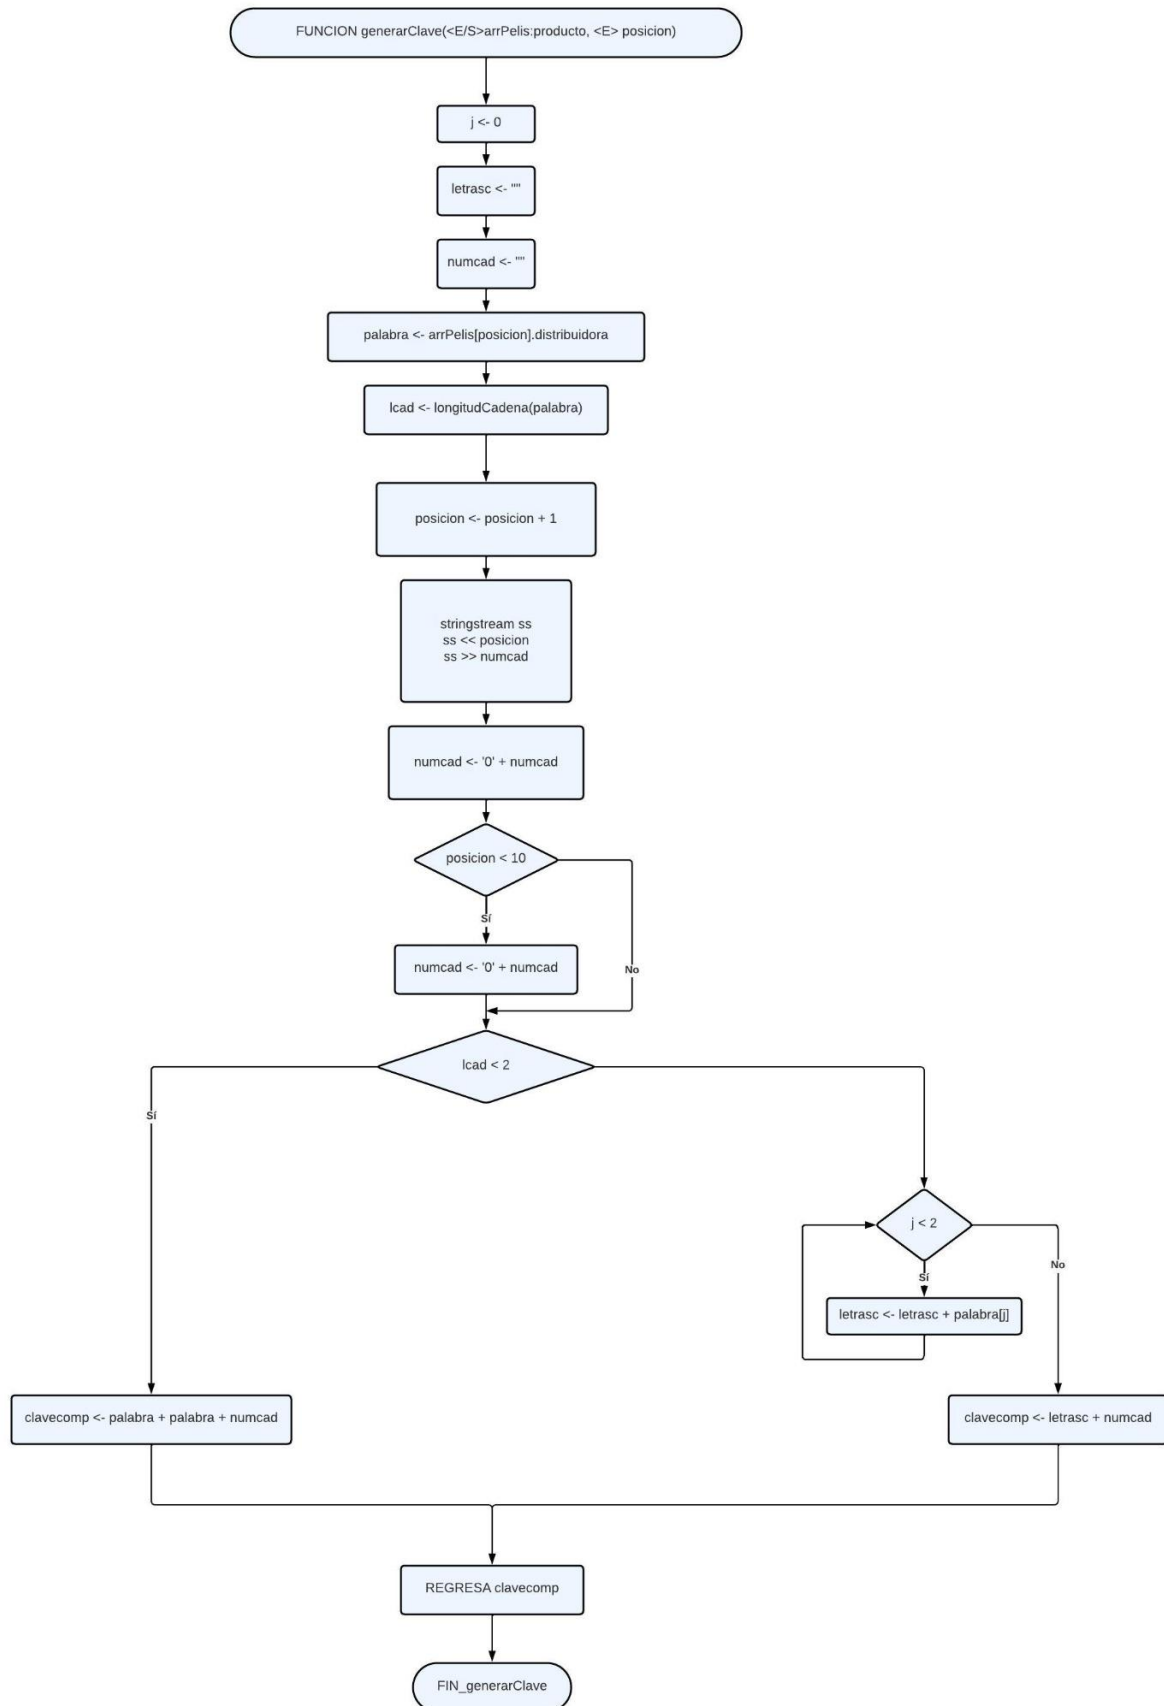 FUNCION generarClave(<E/S>arrPelis:producto, <E> posicion)
j <- 0
letrasc <- ""
numcad <- ""
palabra <- arrPelis[posicion].distribuidora
lcad <- longitudCadena(palabra)
posicion <- posicion + 1
stringstream ss
ss << posicion
ss >> numcad
numcad <- '0' + numcad
posicion < 10
Sí
numcad <- '0' + numcad
No
lcad < 2
Sí
j < 2
No
Sí
letrasc <- letrasc + palabra[j]
clavecomp <- palabra + palabra + numcad
clavecomp <- letrasc + numcad
REGRESA clavecomp
FIN_generarClave